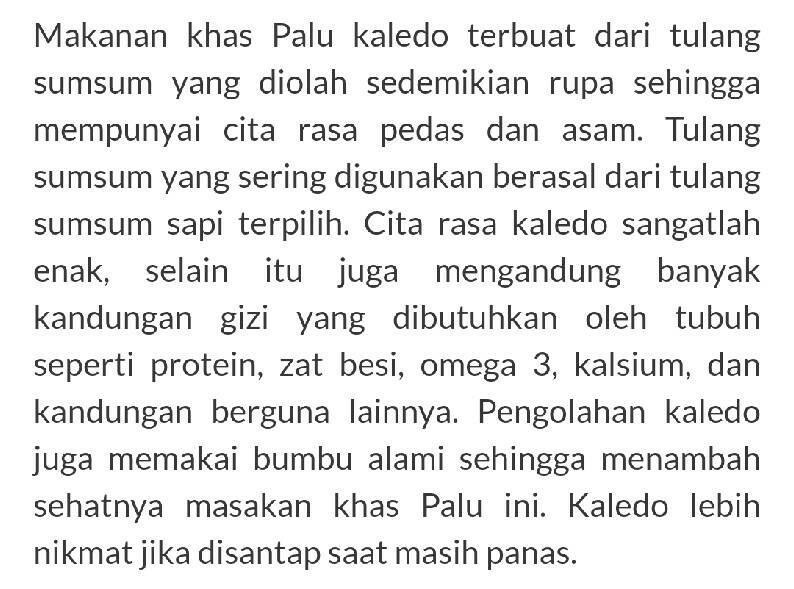 Makanan khas Palu kaledo terbuat dari tulang
sumsum yang diolah sedemikian rupa sehingga
mempunyai cita rasa pedas dan asam. Tulang
sumsum yang sering digunakan berasal dari tulang
sumsum sapi terpilih. Cita rasa kaledo sangatlah
enak, selain itu juga mengandung banyak
kandungan gizi yang dibutuhkan oleh tubuh
seperti protein, zat besi, omega 3, kalsium, dan
kandungan berguna lainnya. Pengolahan kaledo
juga memakai bumbu alami sehingga menambah
sehatnya masakan khas Palu ini. Kaledo lebih
nikmat jika disantap saat masih panas.